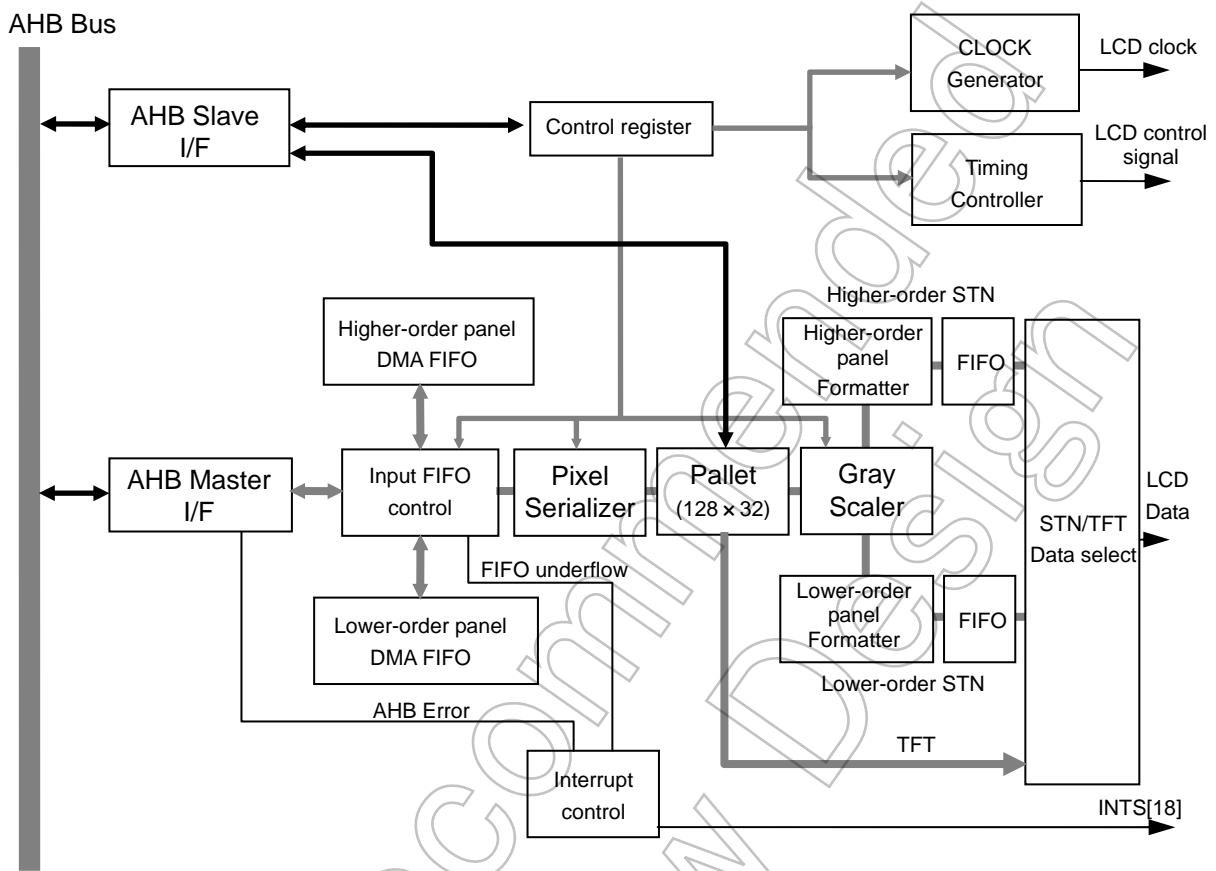 AHB Bus
CLOCK
Generator
LCD clock
AHB Slave
I/F
Control register
LCD control
signal
Timing
Controller
Higher-order STN
Higher-order panel
DMA FIFO
Higher-order
panel
Formatter
FIFO
AHB Master
I/F
Input FIFO
control
Pixel
Serializer
Pallet
(128 × 32)
Gray
Scaler
STN/TFT
Data select
LCD
Data
FIFO underflow
Lower-order panel
DMA FIFO
Lower-order
panel
Formatter
FIFO
Lower-order STN
AHB Error
TFT
Interrupt
control
INTS[18]
commended
w Design